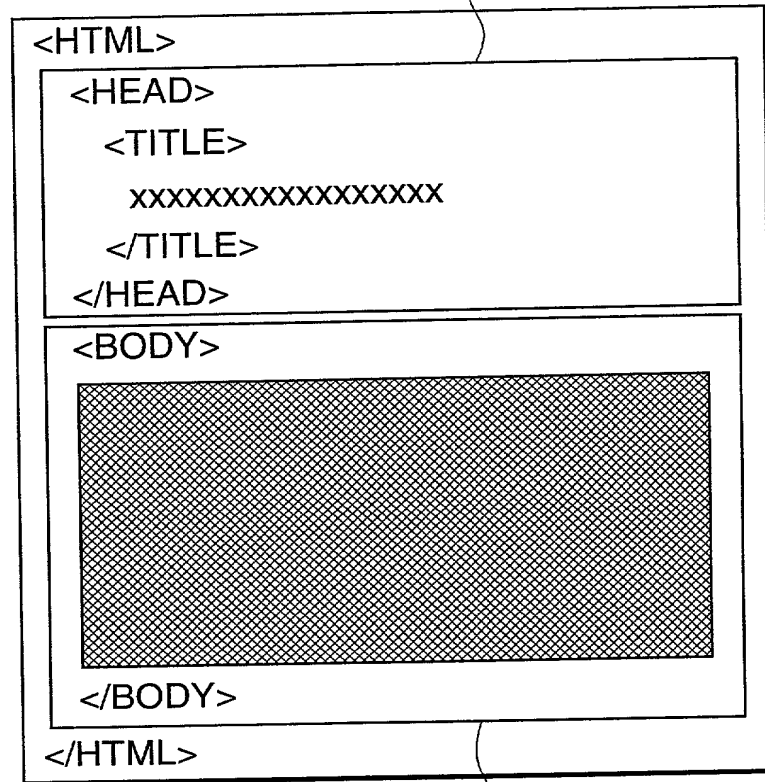 <HTML>
<HEAD>
<TITLE>
xxxxxxxxxxxxxxxxx
</TITLE>
</HEAD>
<BODY>
</BODY>
</HTML>